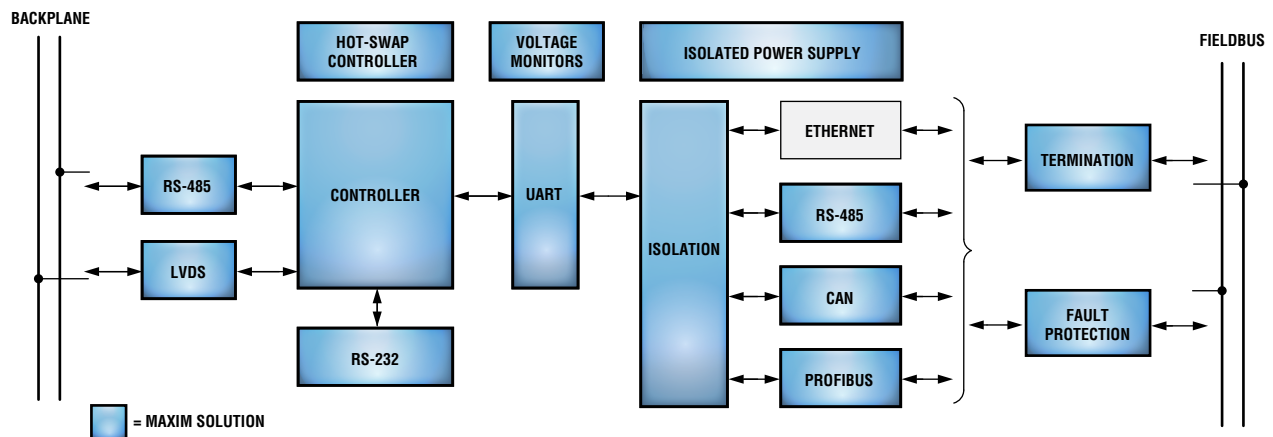 BACKPLANE
HOT-SWAP
CONTROLLER
VOLTAGE
MONITORS
ISOLATED POWER SUPPLY
FIELDBUS
RS-485
LVDS
CONTROLLER
RS-232
UART
ISOLATION
ETHERNET
RS-485
CAN
PROFIBUS
TERMINATION
FAULT
PROTECTION
= MAXIM SOLUTION